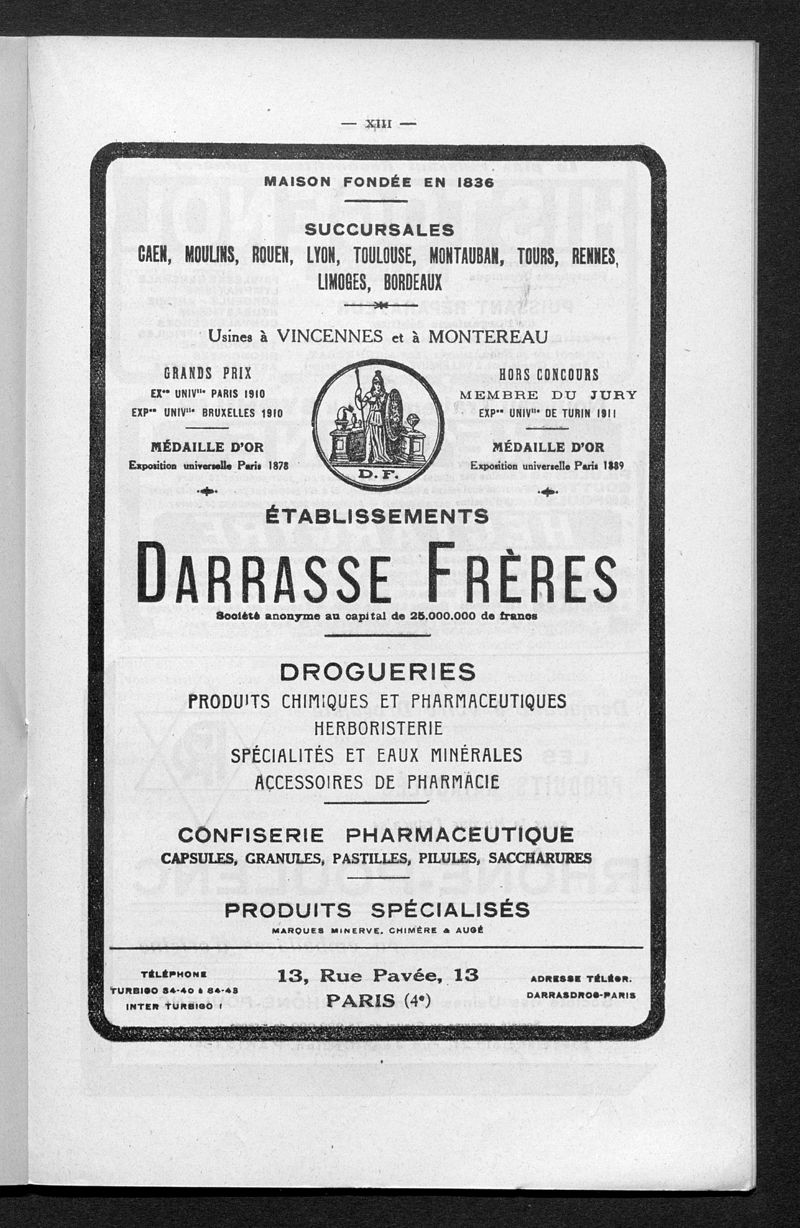 — XIII —
MAISON FONDÉE EN 1836
SUCCURSALES
CAEN, MOULINS, ROUEN, LYON, TOULOUSE, MONTAUBAN, TOURS, RENNES,
LIMOGES, BORDEAUX
Usines à VINCENNES et à MONTEREAU
GRANDS PRIX
EXᵒⁿ UNIVˡˡᵉ PARIS 1910
EXPᵒⁿ UNIVˡˡᵉ BRUXELLES 1910
MÉDAILLE D'OR
Exposition universelle Paris 1878
D. F.
HORS CONCOURS
MEMBRE DU JURY
EXPᵒⁿ UNIVˡˡᵉ DE TURIN 1911
MÉDAILLE D'OR
Exposition universelle Paris 1889
ÉTABLISSEMENTS
DARRASSE FRÈRES
Société anonyme au capital de 25.000.000 de francs
DROGUERIES
PRODUITS CHIMIQUES ET PHARMACEUTIQUES
HERBORISTERIE
SPÉCIALITÉS ET EAUX MINÉRALES
ACCESSOIRES DE PHARMACIE
CONFISERIE PHARMACEUTIQUE
CAPSULES, GRANULES, PASTILLES, PILULES, SACCHARURES
PRODUITS SPÉCIALISÉS
MARQUES MINERVE, CHIMÈRE & AUGÉ
TÉLÉPHONE
TURBIGO 84-40 à 84-43
INTER TURBIGO 1
13, Rue Pavée, 13
PARIS (4ᵉ)
ADRESSE TÉLÉGR.
DARRASDROG-PARIS